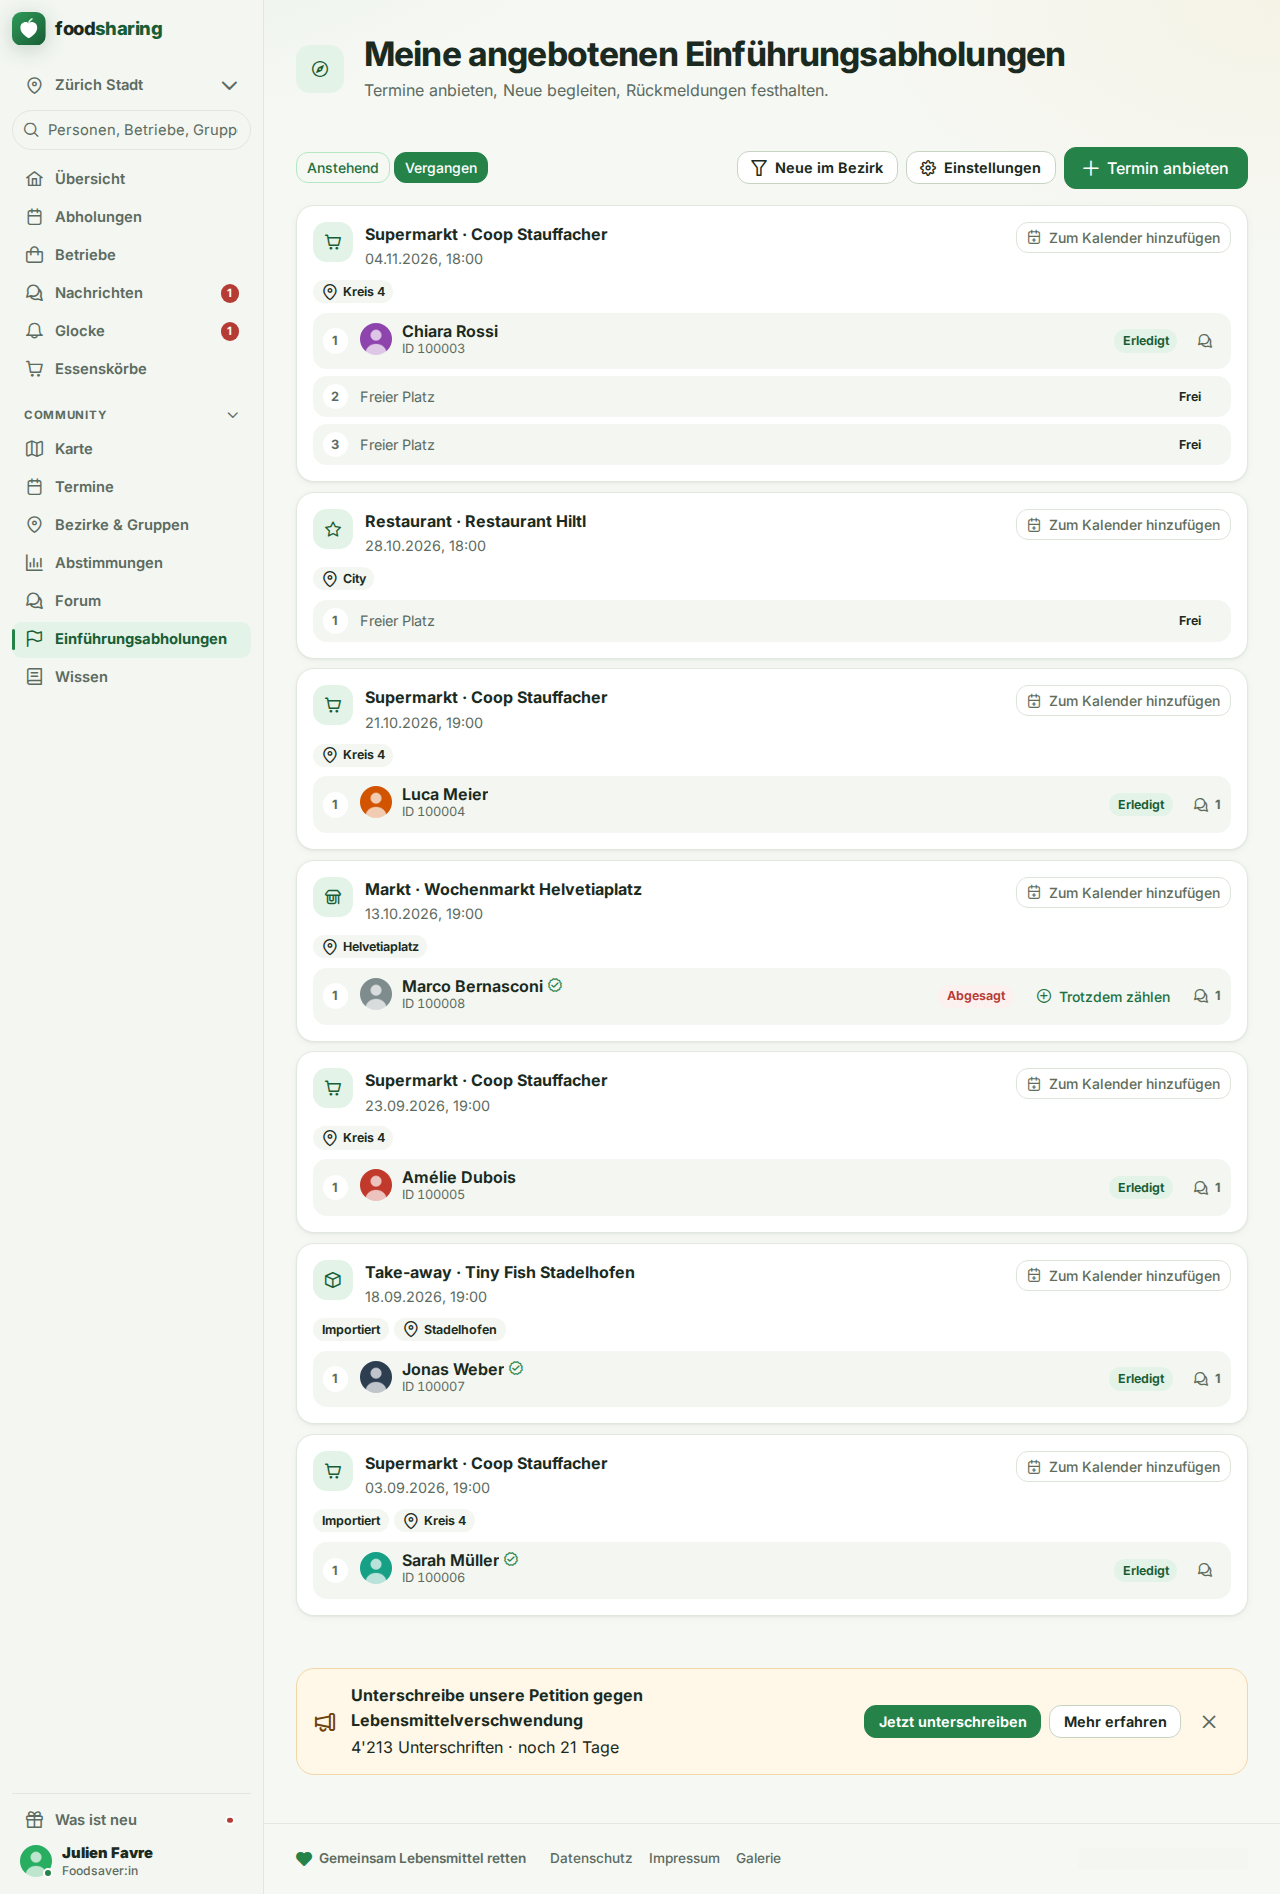 foodsharing
Zürich Stadt
Personen, Betriebe, Grupp
Übersicht
Abholungen
Betriebe
Nachrichten 1
Glocke 1
Essenskörbe
COMMUNITY
Karte
Termine
Bezirke & Gruppen
Abstimmungen
Forum
Einführungsabholungen
Wissen
Was ist neu
Julien Favre
Foodsaver:in
Meine angebotenen Einführungsabholungen
Termine anbieten, Neue begleiten, Rückmeldungen festhalten.
Anstehend Vergangen Neue im Bezirk Einstellungen Termin anbieten
Supermarkt · Coop Stauffacher Zum Kalender hinzufügen
04.11.2026, 18:00
Kreis 4
1 Chiara Rossi Erledigt
ID 100003
2 Freier Platz Frei
3 Freier Platz Frei
Restaurant · Restaurant Hiltl Zum Kalender hinzufügen
28.10.2026, 18:00
City
1 Freier Platz Frei
Supermarkt · Coop Stauffacher Zum Kalender hinzufügen
21.10.2026, 19:00
Kreis 4
1 Luca Meier Erledigt 1
ID 100004
Markt · Wochenmarkt Helvetiaplatz Zum Kalender hinzufügen
13.10.2026, 19:00
Helvetiaplatz
1 Marco Bernasconi Abgesagt Trotzdem zählen 1
ID 100008
Supermarkt · Coop Stauffacher Zum Kalender hinzufügen
23.09.2026, 19:00
Kreis 4
1 Amélie Dubois Erledigt 1
ID 100005
Take-away · Tiny Fish Stadelhofen Zum Kalender hinzufügen
18.09.2026, 19:00
Importiert Stadelhofen
1 Jonas Weber Erledigt 1
ID 100007
Supermarkt · Coop Stauffacher Zum Kalender hinzufügen
03.09.2026, 19:00
Importiert Kreis 4
1 Sarah Müller Erledigt
ID 100006
Unterschreibe unsere Petition gegen
Lebensmittelverschwendung
4'213 Unterschriften · noch 21 Tage
Jetzt unterschreiben Mehr erfahren
Gemeinsam Lebensmittel retten Datenschutz Impressum Galerie